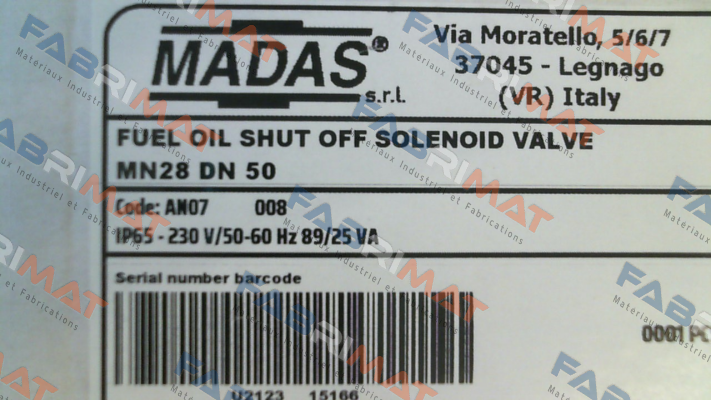 MADAS®
s.r.l.
Via Moratello, 5/6/7
37045 - Legnago
(VR) Italy
FUEL OIL SHUT OFF SOLENOID VALVE
MN28 DN 50
Code: AN07 008
IP65 - 230 V/50-60 Hz 89/25 VA
Serial number barcode
0001 PC
U2123 15166
FABRIMAT
Materiaux Industriel et Fabrications